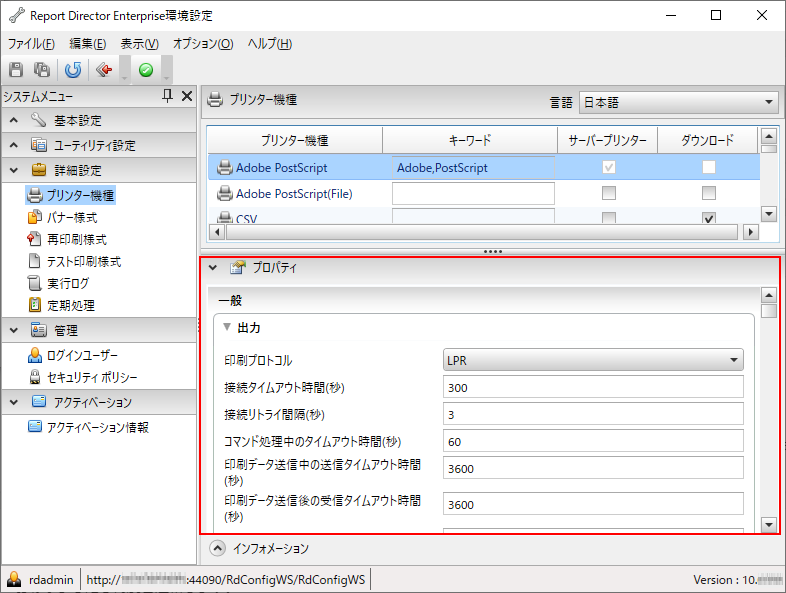 Report Director Enterprise環境設定
ファイル(F) 編集(E) 表示(V) オプション(O) ヘルプ(H)
システムメニュー
基本設定
ユーティリティ設定
詳細設定
プリンター機種
バナー様式
再印刷様式
テスト印刷様式
実行ログ
定期処理
管理
ログインユーザー
セキュリティ ポリシー
アクティベーション
アクティベーション情報
プリンター機種 言語 日本語
プリンター機種 キーワード サーバープリンター ダウンロード
Adobe PostScript Adobe,PostScript
Adobe PostScript(File)
CSV
プロパティ
一般
出力
印刷プロトコル LPR
接続タイムアウト時間(秒) 300
接続リトライ間隔(秒) 3
コマンド処理中のタイムアウト時間(秒) 60
印刷データ送信中の送信タイムアウト時間
(秒) 3600
印刷データ送信後の受信タイムアウト時間
(秒) 3600
インフォメーション
rdadmin http://:44090/RdConfigWS/RdConfigWS Version : 10.